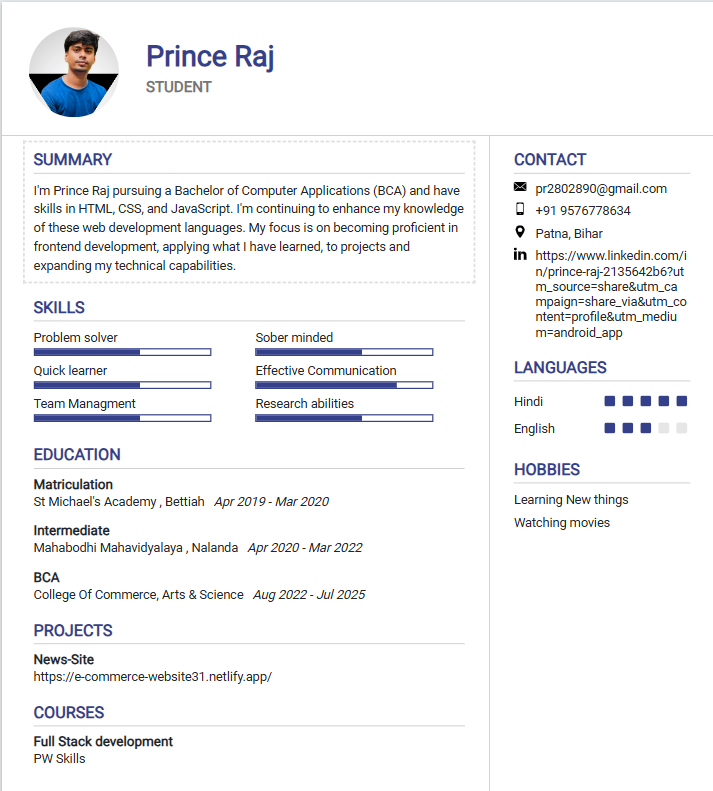 Prince Raj
STUDENT
SUMMARY
I'm Prince Raj pursuing a Bachelor of Computer Applications (BCA) and have
skills in HTML, CSS, and JavaScript. I'm continuing to enhance my knowledge
of these web development languages. My focus is on becoming proficient in
frontend development, applying what I have learned, to projects and
expanding my technical capabilities.
SKILLS
Problem solver
Sober minded
Quick learner
Effective Communication
Team Managment
Research abilities
EDUCATION
Matriculation
St Michael's Academy , Bettiah Apr 2019 - Mar 2020
Intermediate
Mahabodhi Mahavidyalaya , Nalanda Apr 2020 - Mar 2022
BCA
College Of Commerce, Arts & Science Aug 2022 - Jul 2025
PROJECTS
News-Site
https://e-commerce-website31.netlify.app/
COURSES
Full Stack development
PW Skills
CONTACT
pr2802890@gmail.com
+91 9576778634
Patna, Bihar
in https://www.linkedin.com/i
n/prince-raj-2135642b6?ut
m_source=share&utm_ca
mpaign=share_via&utm_co
ntent=profile&utm_mediu
m=android_app
LANGUAGES
Hindi
English
HOBBIES
Learning New things
Watching movies